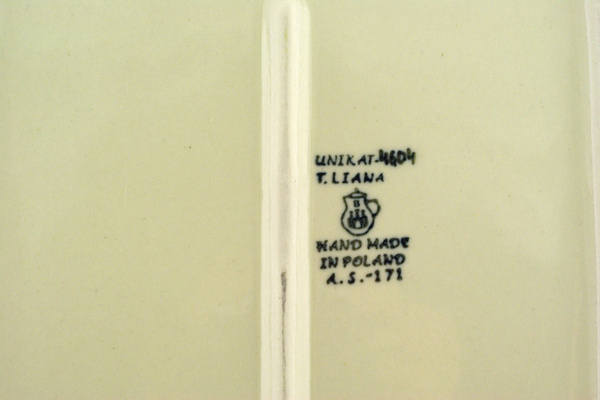 UNIKAT-4604
T. LIANA
B
HAND MADE
IN POLAND
A.S.-171